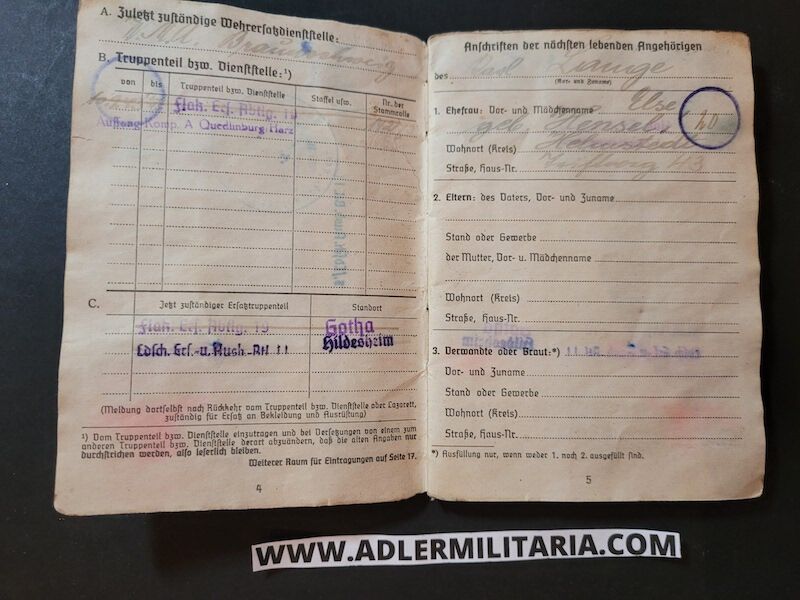 A. Zuletzt zuständige Wehrersatzdienststelle:
Braunschweig
B. Truppenteil bzw. Dienststelle:¹)
von bis Truppenteil bzw. Dienststelle Staffel usw. Nr. der Stammrolle
Flak. Ers. Abtlg. 19
Auffang-Komp. A Quedlinburg/Harz
C. Jetzt zuständiger Ersatztruppenteil Standort
Flak. Ers. Abtlg. 19 Gotha
Ldsch. Ers.-u. Ausb.-Btl 11 Hildesheim
(Meldung dortselbst nach Rückkehr vom Truppenteil bzw. Dienststelle oder Lazarett,
zuständig für Ersatz an Bekleidung und Ausrüstung)
¹) Vom Truppenteil bzw. Dienststelle einzutragen und bei Versetzungen von einem zum
anderen Truppenteil bzw. Dienststelle derart abzuändern, daß die alten Angaben nur
durchstrichen werden, also leserlich bleiben.
Weiterer Raum für Eintragungen auf Seite 17.
4
Anschriften der nächsten lebenden Angehörigen
des Lange
(Vor- und Zuname)
1. Ehefrau: Vor- und Mädchenname Else
geb.
Wohnort (Kreis) Helmstedt
Straße, Haus-Nr.
20
2. Eltern: des Vaters, Vor- und Zuname
Stand oder Gewerbe
der Mutter, Vor- u. Mädchenname
Wohnort (Kreis)
Straße, Haus-Nr.
3. Verwandte oder Braut:*)
Vor- und Zuname
Stand oder Gewerbe
Wohnort (Kreis)
Straße, Haus-Nr.
*) Ausfüllung nur, wenn weder 1. noch 2. ausgefüllt sind.
5
WWW.ADLERMILITARIA.COM